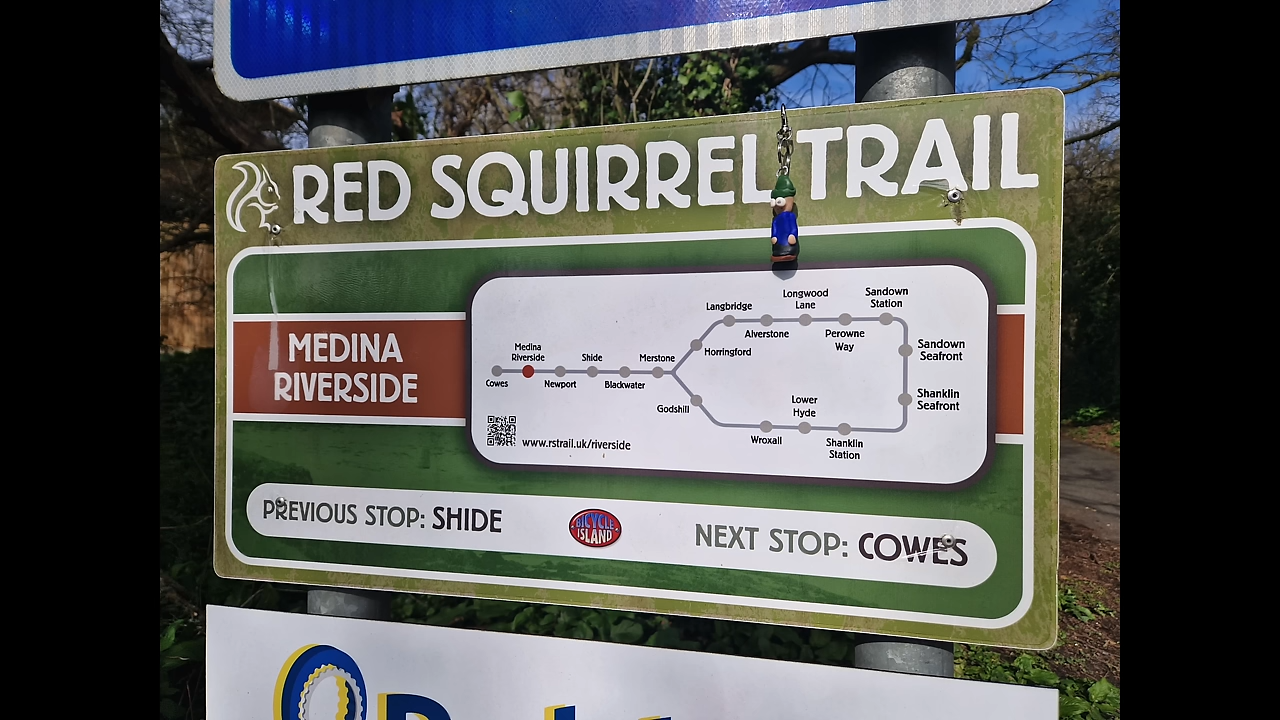 RED SQUIRREL TRAIL
MEDINA
RIVERSIDE
Cowes
Medina
Riverside
Newport
Shide
Blackwater
Merstone
Horringford
Langbridge
Alverstone
Longwood
Lane
Perowne
Way
Sandown
Station
Sandown
Seafront
Shanklin
Seafront
Shanklin
Station
Lower
Hyde
Wroxall
Godshill
www.rstrail.uk/riverside
PREVIOUS STOP: SHIDE
BICYCLE
ISLAND
NEXT STOP: COWES